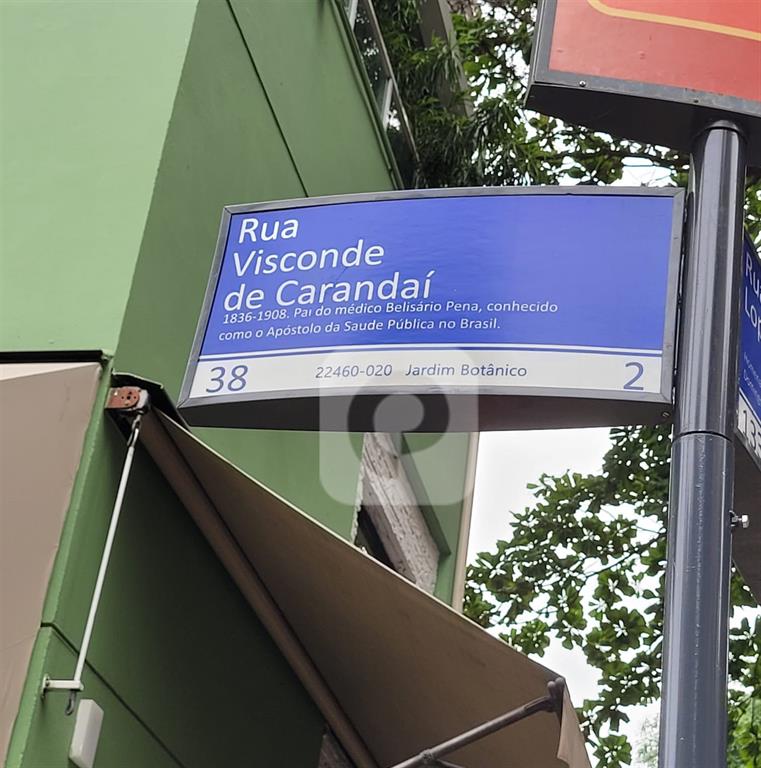 Rua
Visconde
de Carandaí
1836-1908. Pai do médico Belisário Pena, conhecido
como o Apóstolo da Saude Pública no Brasil.
38 22460-020 Jardim Botânico 2